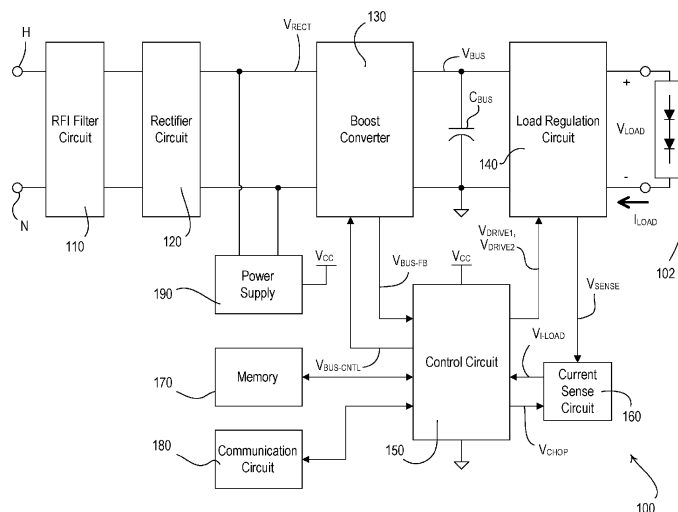 H
N
RFI Filter
Circuit
110
Rectifier
Circuit
120
VRECT
130
Boost
Converter
VBUS
CBUS
Load Regulation
Circuit
140
+
VLOAD
-
ILOAD
102
Power
Supply
190
VCC
VBUS-FB
VCC
VDRIVE1,
VDRIVE2
VSENSE
VBUS-CNTL
Control Circuit
150
VI-LOAD
Current
Sense
Circuit
160
VCHOP
Memory
170
Communication
Circuit
180
100